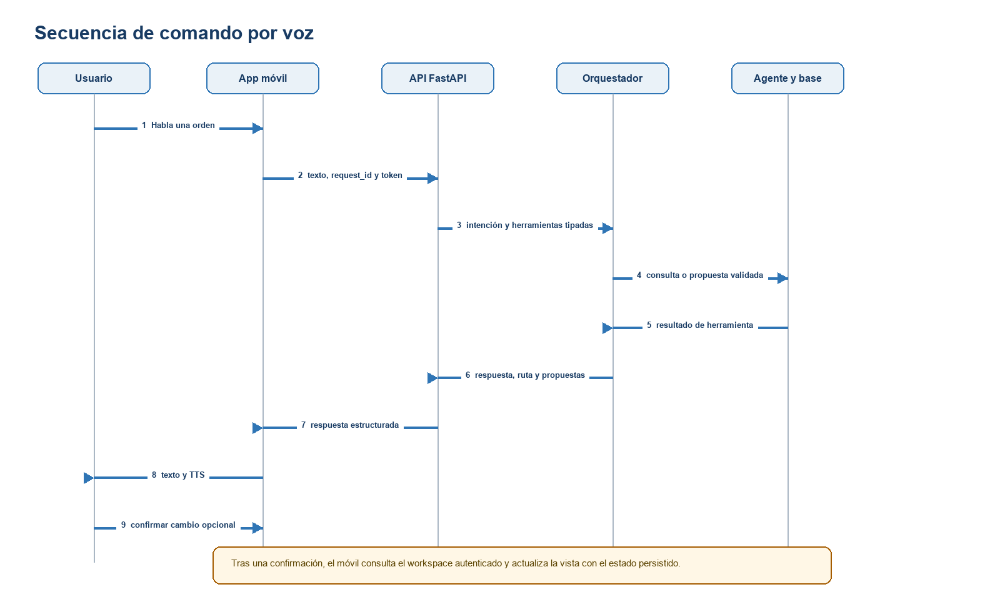 Secuencia de comando por voz
Usuario
App móvil
API FastAPI
Orquestador
Agente y base
1 Habla una orden
2 texto, request_id y token
3 intención y herramientas tipadas
4 consulta o propuesta validada
5 resultado de herramienta
6 respuesta, ruta y propuestas
7 respuesta estructurada
8 texto y TTS
9 confirmar cambio opcional
Tras una confirmación, el móvil consulta el workspace autenticado y actualiza la vista con el estado persistido.